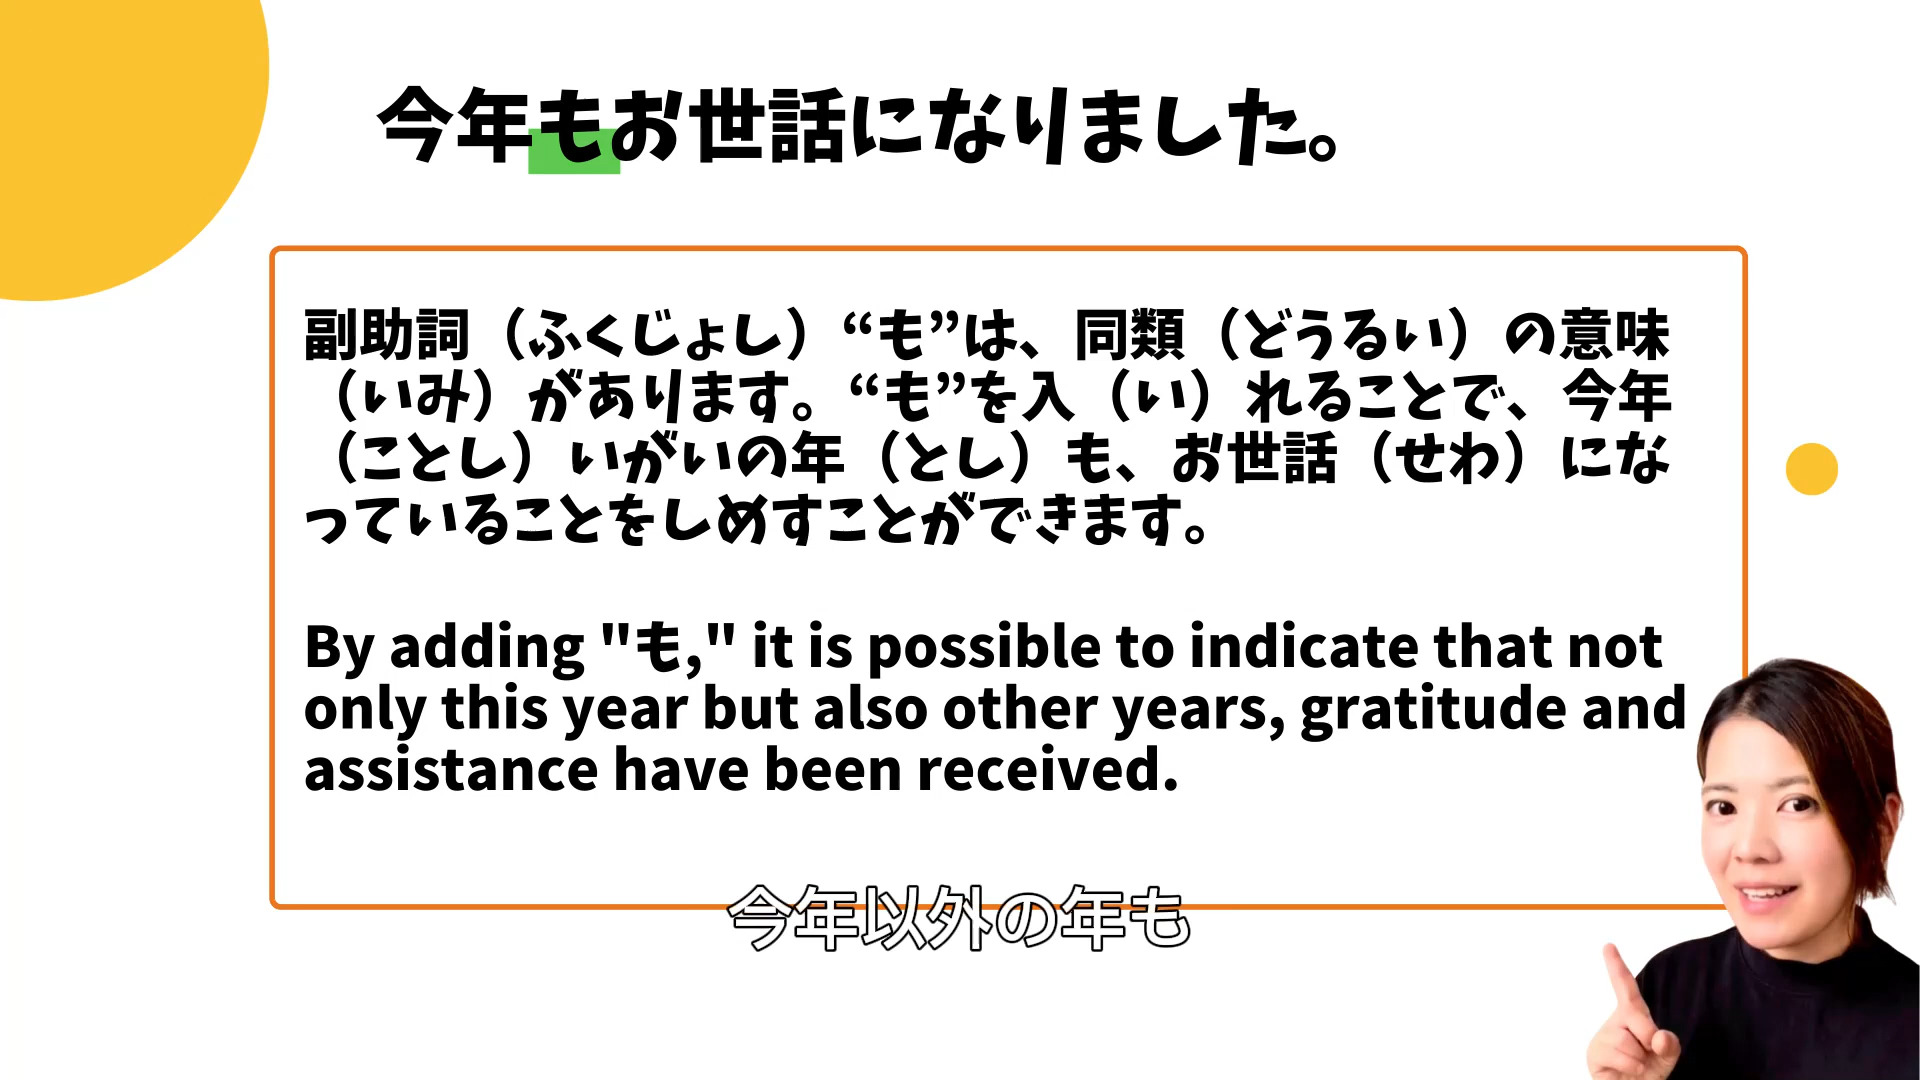 今年もお世話になりました。
副助詞（ふくじょし）“も”は、同類（どうるい）の意味
（いみ）があります。“も”を入（い）れることで、今年
（ことし）いがいの年（とし）も、お世話（せわ）にな
っていることをしめすことができます。
By adding "も," it is possible to indicate that not
only this year but also other years, gratitude and
assistance have been received.
今年以外の年も